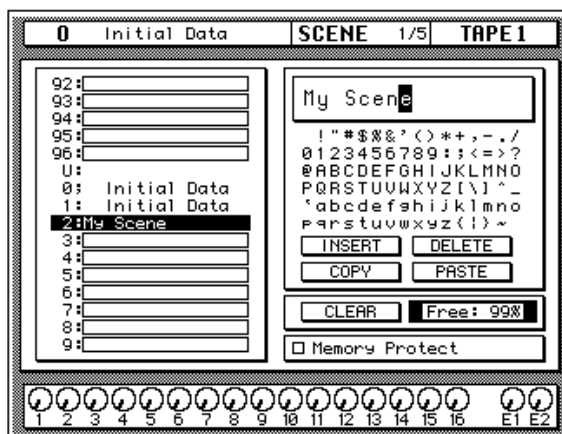 0 Initial Data SCENE 1/5 TAPE 1
92:
93:
94:
95:
96:
U:
0; Initial Data
1: Initial Data
2:My Scene
3:
4:
5:
6:
7:
8:
9:
My Scene
!"#$%&'()*+,-./
0123456789:;<=>?
@ABCDEFGHIJKLMNO
PQRSTUVWXYZ[\]^_
`abcdefghijklmno
pqrstuvwxyz{|}~
INSERT DELETE
COPY PASTE
CLEAR Free: 99%
Memory Protect
1 2 3 4 5 6 7 8 9 10 11 12 13 14 15 16 E1 E2